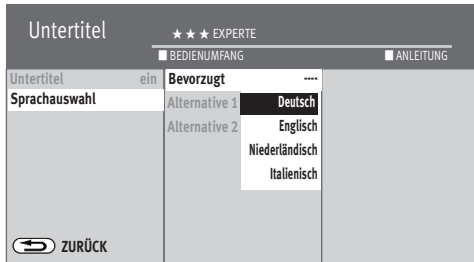 Untertitel
★ ★ ★ EXPERTE
BEDIENUMFANG
ANLEITUNG
Untertitel ein
Sprachauswahl
Bevorzugt ----
Alternative 1
Alternative 2
Deutsch
Englisch
Niederländisch
Italienisch
ZURÜCK